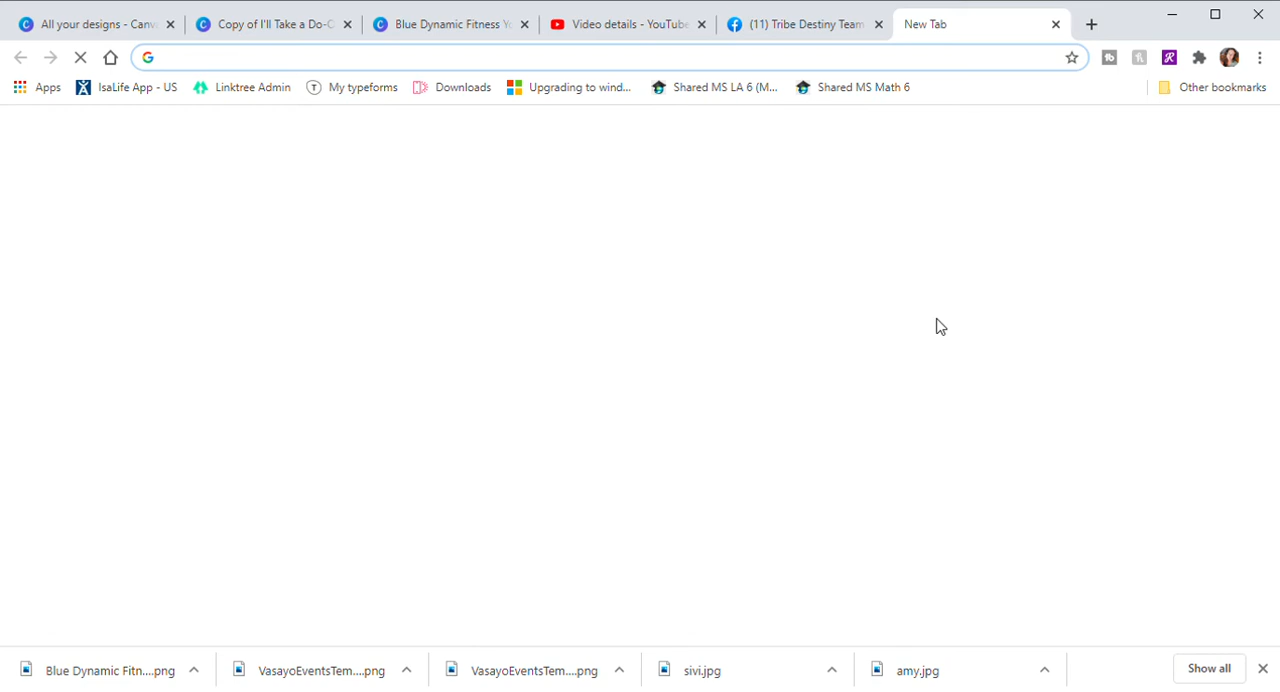 All your designs - Canv
Copy of I'll Take a Do-O
Blue Dynamic Fitness Yo
Video details - YouTube
(11) Tribe Destiny Team
New Tab
Apps
IsaLife App - US
Linktree Admin
My typeforms
Downloads
Upgrading to wind...
Shared MS LA 6 (M...
Shared MS Math 6
Other bookmarks
Blue Dynamic Fitn....png
VasayoEventsTem....png
VasayoEventsTem....png
sivi.jpg
amy.jpg
Show all